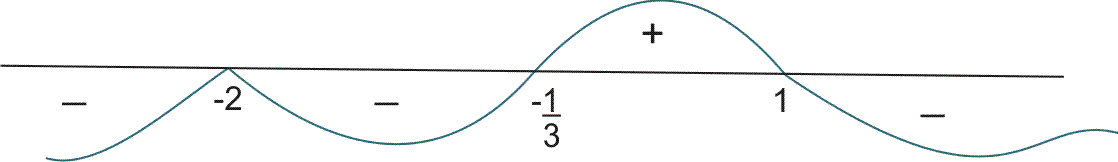 +
– -2 – -1/3 1 –